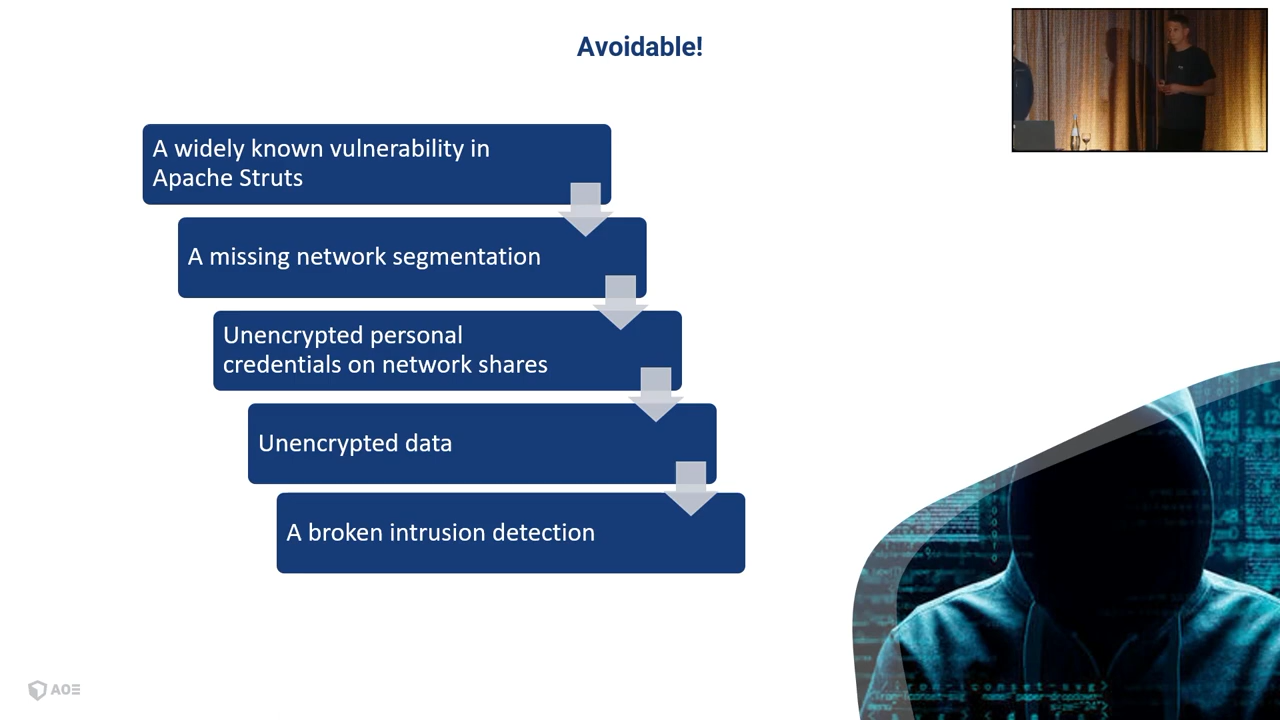 Avoidable!
A widely known vulnerability in
Apache Struts
A missing network segmentation
Unencrypted personal
credentials on network shares
Unencrypted data
A broken intrusion detection
AOE